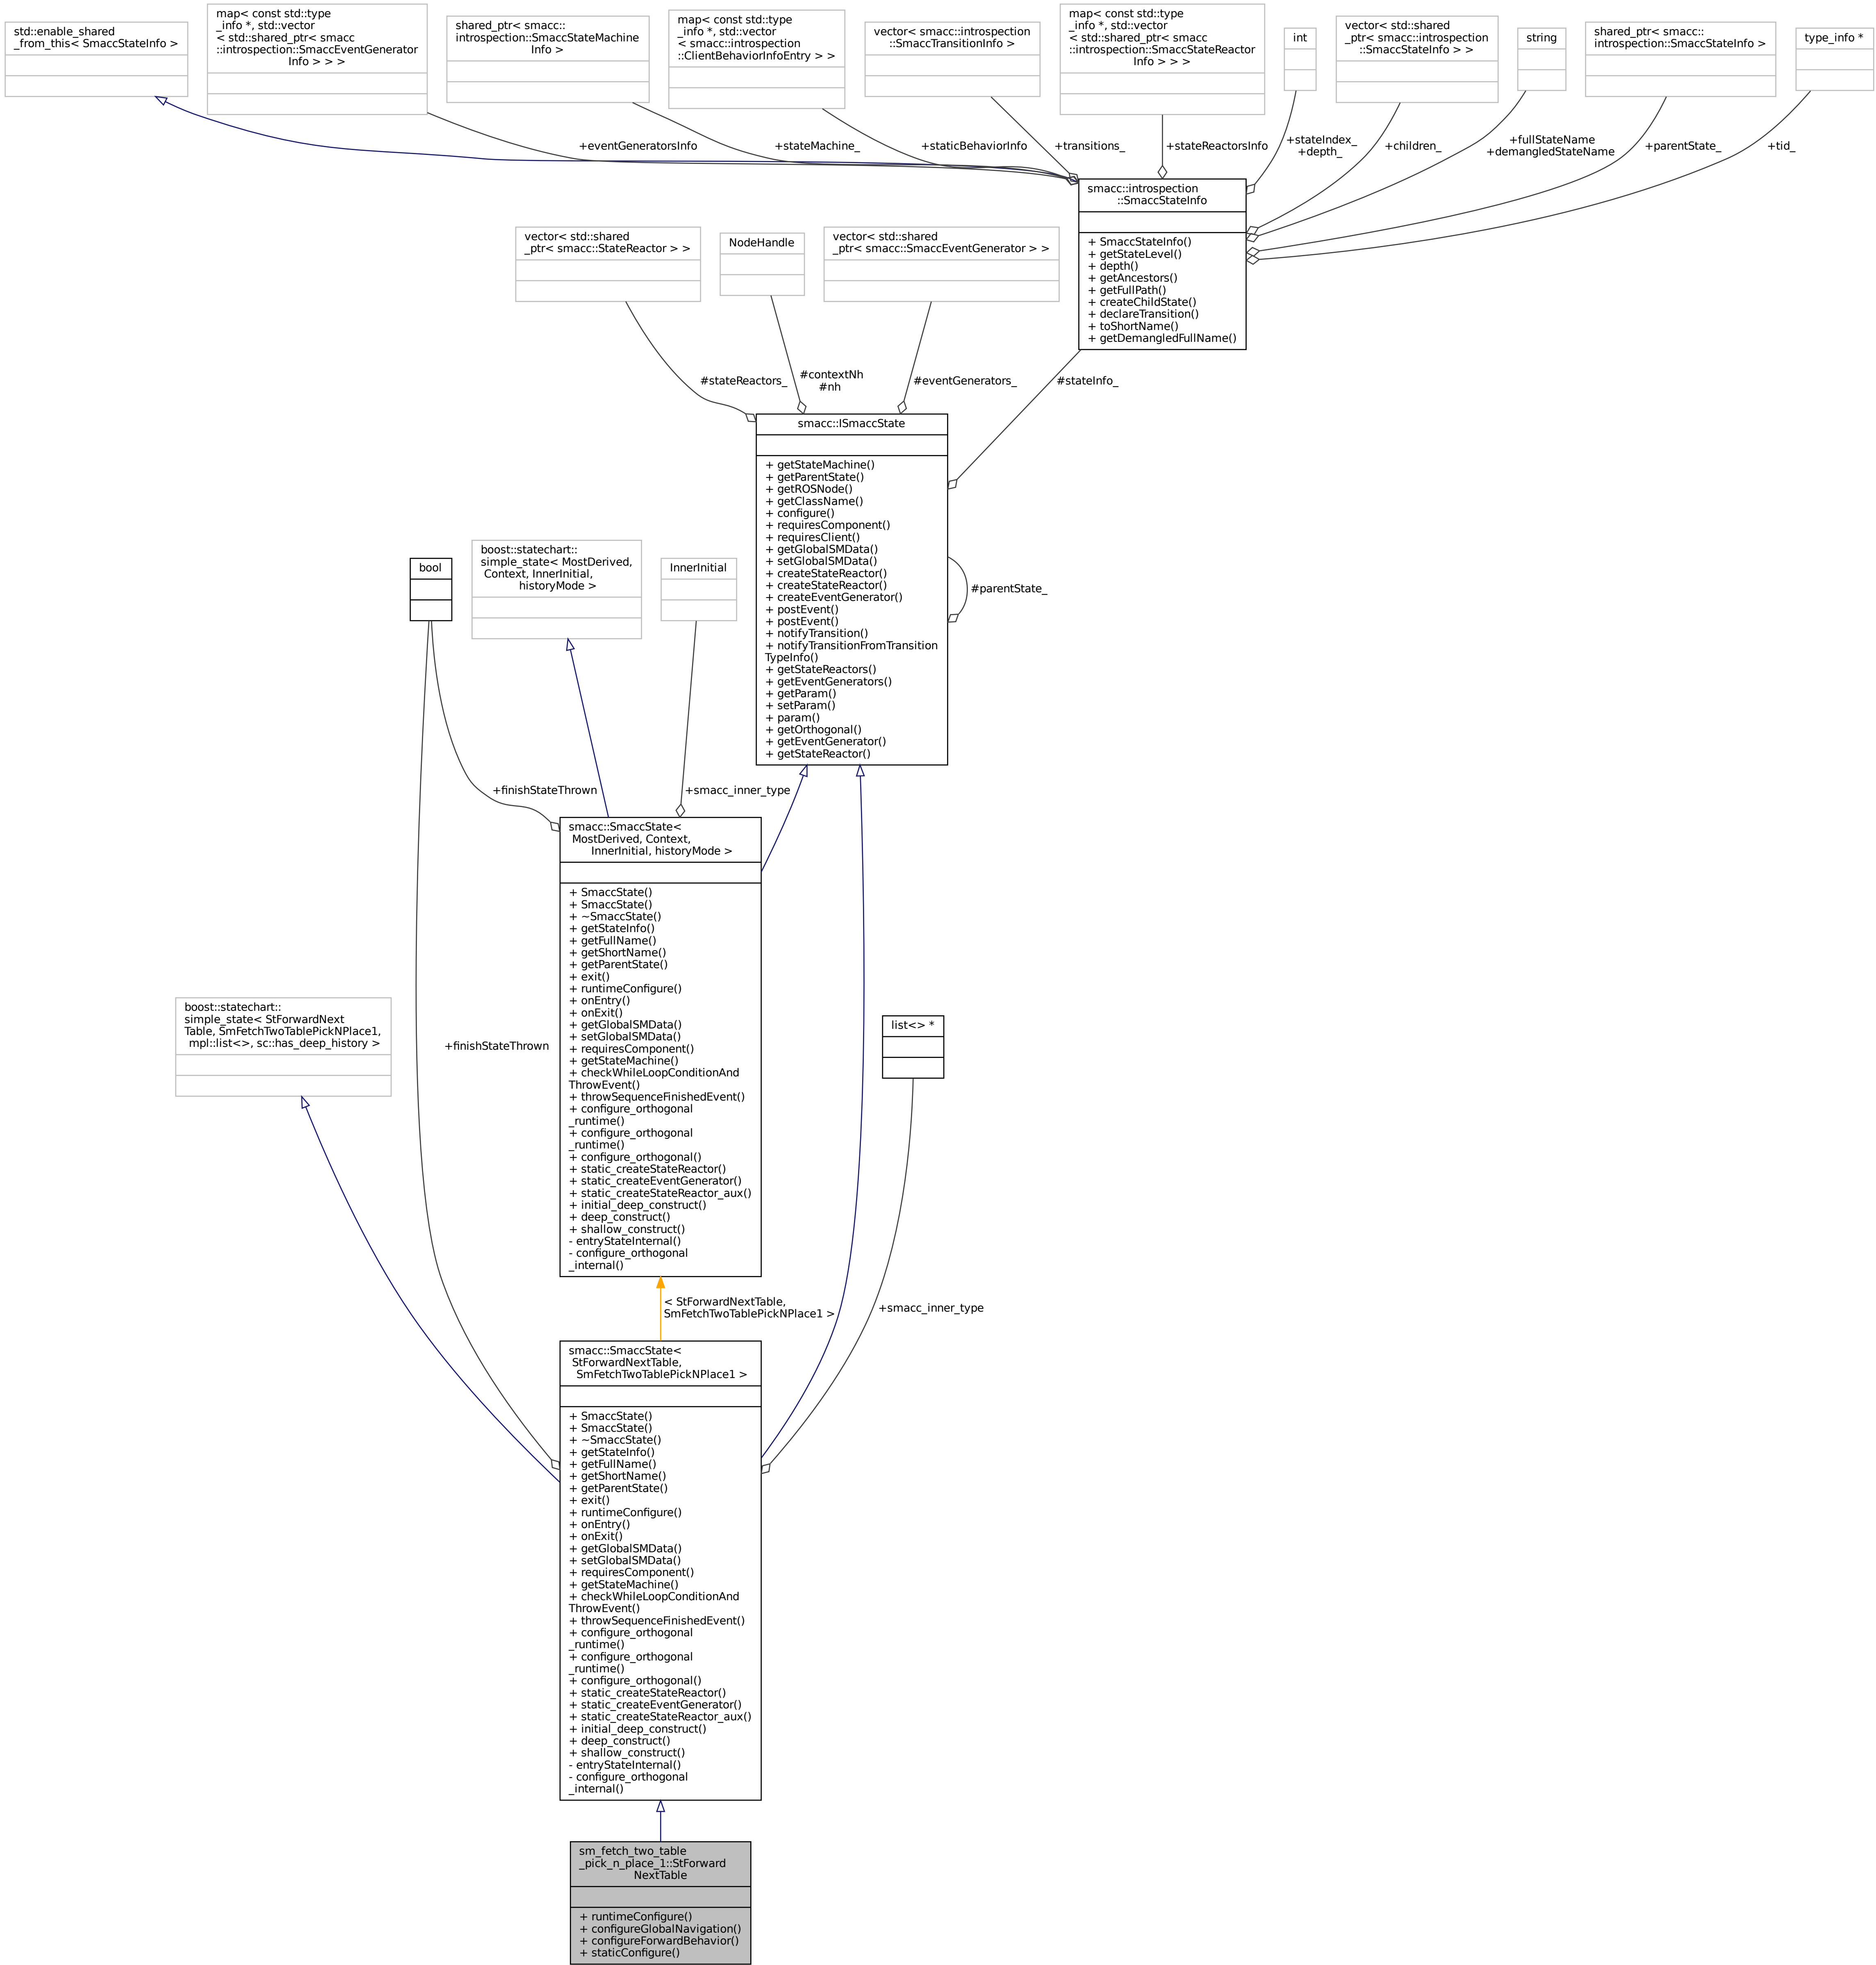 std::enable_shared
_from_this< SmaccStateInfo >
map< const std::type
_info *, std::vector
< std::shared_ptr< smacc
::introspection::SmaccEventGenerator
Info > > >
shared_ptr< smacc::
introspection::SmaccStateMachine
Info >
map< const std::type
_info *, std::vector
< smacc::introspection
::ClientBehaviorInfoEntry > >
vector< smacc::introspection
::SmaccTransitionInfo >
map< const std::type
_info *, std::vector
< std::shared_ptr< smacc
::introspection::SmaccStateReactor
Info > > >
int
vector< std::shared
_ptr< smacc::introspection
::SmaccStateInfo > >
string
shared_ptr< smacc::
introspection::SmaccStateInfo >
type_info *
+eventGeneratorsInfo
+stateMachine_
+staticBehaviorInfo
+transitions_
+stateReactorsInfo
+stateIndex_
+depth_
+children_
+fullStateName
+demangledStateName
+parentState_
+tid_
smacc::introspection
::SmaccStateInfo
+ SmaccStateInfo()
+ getStateLevel()
+ depth()
+ getAncestors()
+ getFullPath()
+ createChildState()
+ declareTransition()
+ toShortName()
+ getDemangledFullName()
vector< std::shared
_ptr< smacc::StateReactor > >
NodeHandle
vector< std::shared
_ptr< smacc::SmaccEventGenerator > >
#stateReactors_
#contextNh
#nh
#eventGenerators_
#stateInfo_
smacc::ISmaccState
+ getStateMachine()
+ getParentState()
+ getROSNode()
+ getClassName()
+ configure()
+ requiresComponent()
+ requiresClient()
+ getGlobalSMData()
+ setGlobalSMData()
+ createStateReactor()
+ createStateReactor()
+ createEventGenerator()
+ postEvent()
+ postEvent()
+ notifyTransition()
+ notifyTransitionFromTransition
TypeInfo()
+ getStateReactors()
+ getEventGenerators()
+ getParam()
+ setParam()
+ param()
+ getOrthogonal()
+ getEventGenerator()
+ getStateReactor()
#parentState_
bool
boost::statechart::
simple_state< MostDerived,
Context, InnerInitial,
historyMode >
InnerInitial
+finishStateThrown
+smacc_inner_type
smacc::SmaccState<
MostDerived, Context,
InnerInitial, historyMode >
+ SmaccState()
+ SmaccState()
+ ~SmaccState()
+ getStateInfo()
+ getFullName()
+ getShortName()
+ getParentState()
+ exit()
+ runtimeConfigure()
+ onEntry()
+ onExit()
+ getGlobalSMData()
+ setGlobalSMData()
+ requiresComponent()
+ getStateMachine()
+ checkWhileLoopConditionAnd
ThrowEvent()
+ throwSequenceFinishedEvent()
+ configure_orthogonal
_runtime()
+ configure_orthogonal
_runtime()
+ configure_orthogonal()
+ static_createStateReactor()
+ static_createEventGenerator()
+ static_createStateReactor_aux()
+ initial_deep_construct()
+ deep_construct()
+ shallow_construct()
- entryStateInternal()
- configure_orthogonal
_internal()
boost::statechart::
simple_state< StForwardNext
Table, SmFetchTwoTablePickNPlace1,
mpl::list<>, sc::has_deep_history >
+finishStateThrown
list<> *
< StForwardNextTable,
SmFetchTwoTablePickNPlace1 >
+smacc_inner_type
smacc::SmaccState<
StForwardNextTable,
SmFetchTwoTablePickNPlace1 >
+ SmaccState()
+ SmaccState()
+ ~SmaccState()
+ getStateInfo()
+ getFullName()
+ getShortName()
+ getParentState()
+ exit()
+ runtimeConfigure()
+ onEntry()
+ onExit()
+ getGlobalSMData()
+ setGlobalSMData()
+ requiresComponent()
+ getStateMachine()
+ checkWhileLoopConditionAnd
ThrowEvent()
+ throwSequenceFinishedEvent()
+ configure_orthogonal
_runtime()
+ configure_orthogonal
_runtime()
+ configure_orthogonal()
+ static_createStateReactor()
+ static_createEventGenerator()
+ static_createStateReactor_aux()
+ initial_deep_construct()
+ deep_construct()
+ shallow_construct()
- entryStateInternal()
- configure_orthogonal
_internal()
sm_fetch_two_table
_pick_n_place_1::StForward
NextTable
+ runtimeConfigure()
+ configureGlobalNavigation()
+ configureForwardBehavior()
+ staticConfigure()